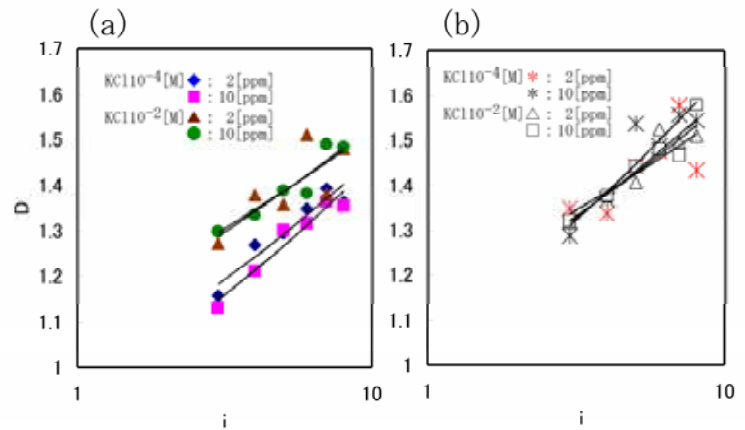 (a)
(b)
1.7
1.6
1.5
1.4
1.3
1.2
1.1
1
D
KCl10⁻⁴[M] ◆ : 2[ppm]
■ : 10[ppm]
KCl10⁻²[M] ▲ : 2[ppm]
● : 10[ppm]
1
10
i
1.7
1.6
1.5
1.4
1.3
1.2
1.1
1
KCl10⁻⁴[M] * : 2[ppm]
* : 10[ppm]
KCl10⁻²[M] △ : 2[ppm]
□ : 10[ppm]
1
10
i